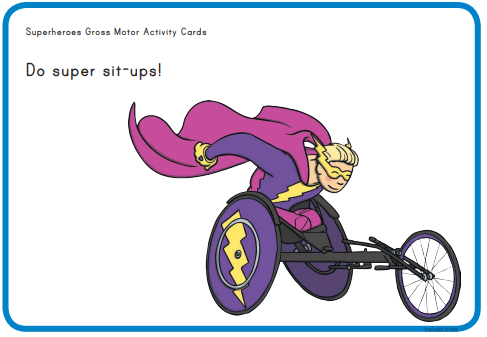 Superheroes Gross Motor Activity Cards
Do super sit-ups!